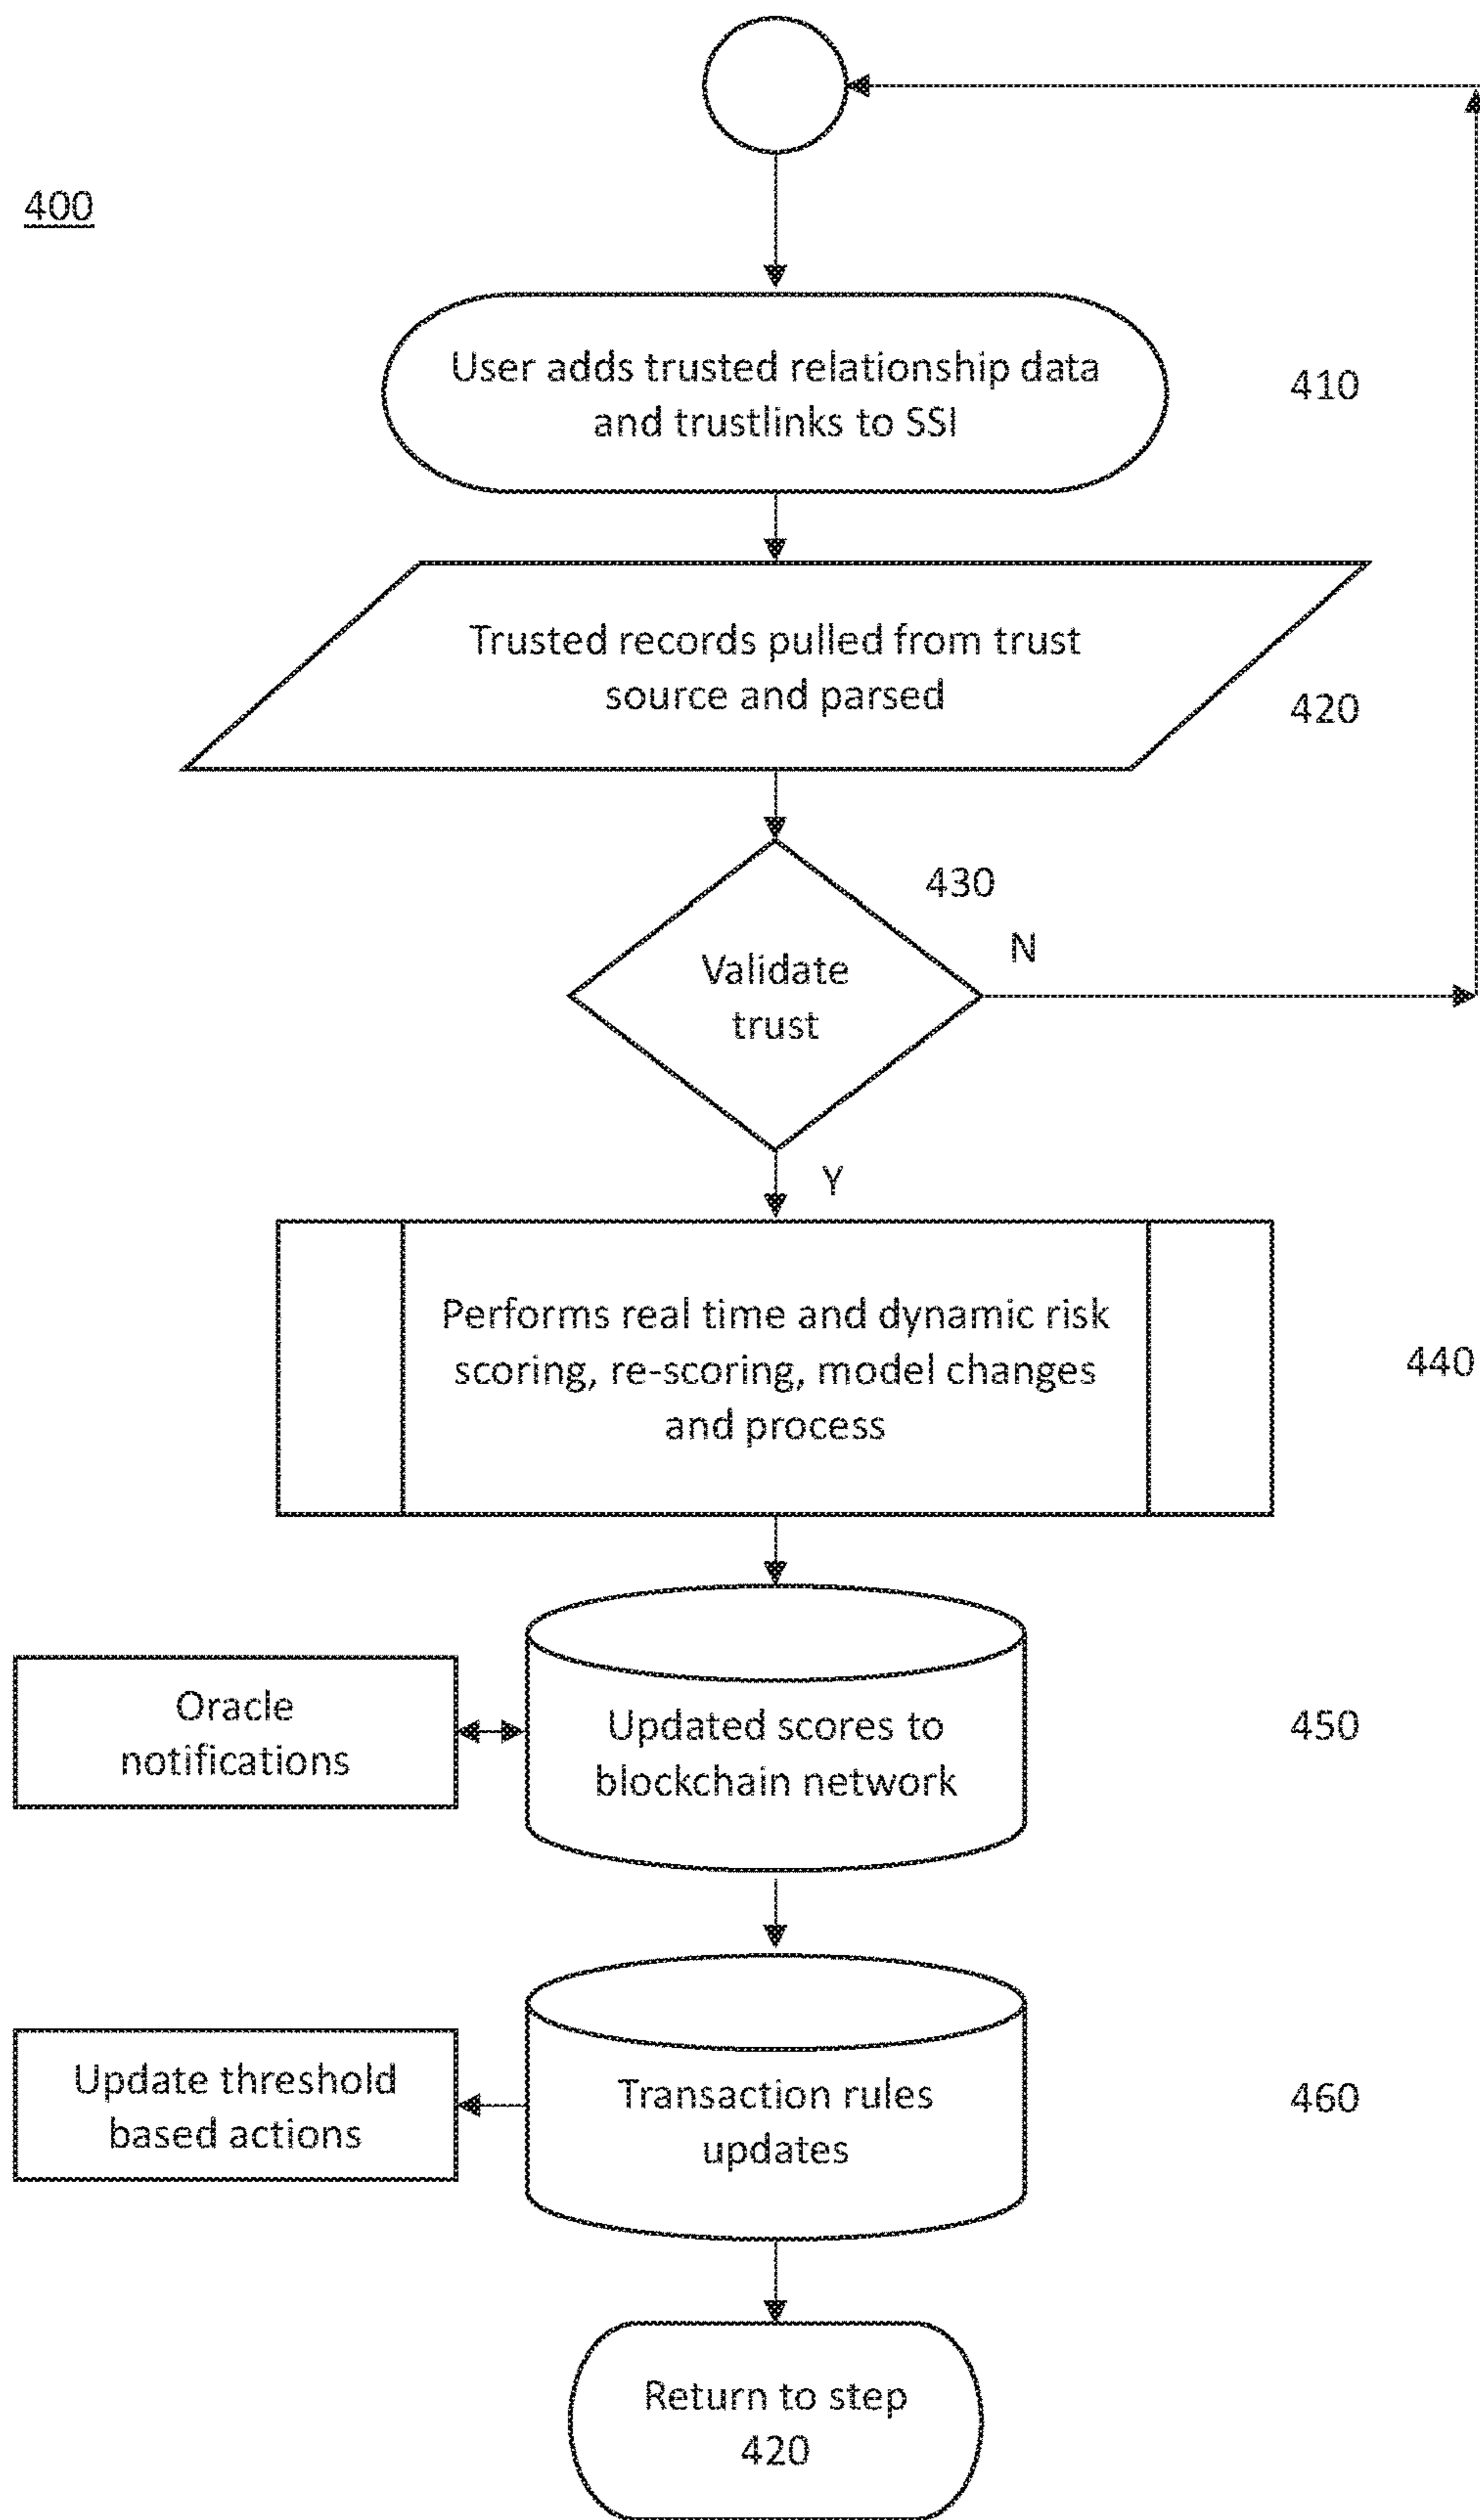 400
User adds trusted relationship data
and trustlinks to SSI
410
Trusted records pulled from trust
source and parsed
420
430
N
Validate
trust
Y
Performs real time and dynamic risk
scoring, re-scoring, model changes
and process
440
Oracle
notifications
Updated scores to
blockchain network
450
Update threshold
based actions
Transaction rules
updates
460
Return to step
420